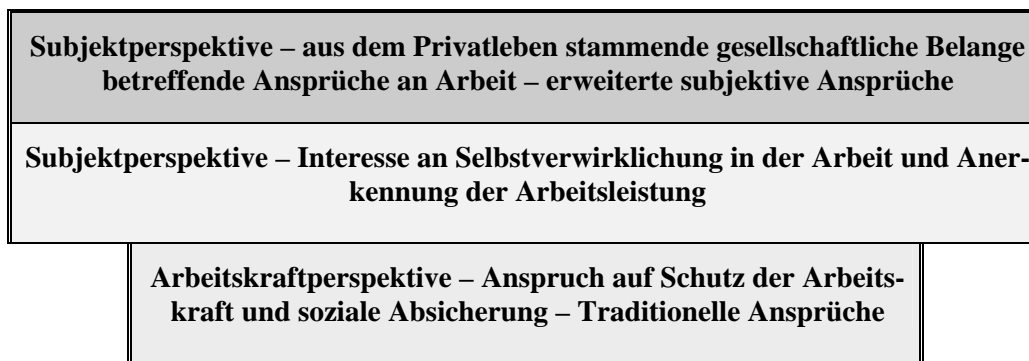 Subjektperspektive – aus dem Privatleben stammende gesellschaftliche Belange
betreffende Ansprüche an Arbeit – erweiterte subjektive Ansprüche
Subjektperspektive – Interesse an Selbstverwirklichung in der Arbeit und Aner-
kennung der Arbeitsleistung
Arbeitskraftperspektive – Anspruch auf Schutz der Arbeits-
kraft und soziale Absicherung – Traditionelle Ansprüche